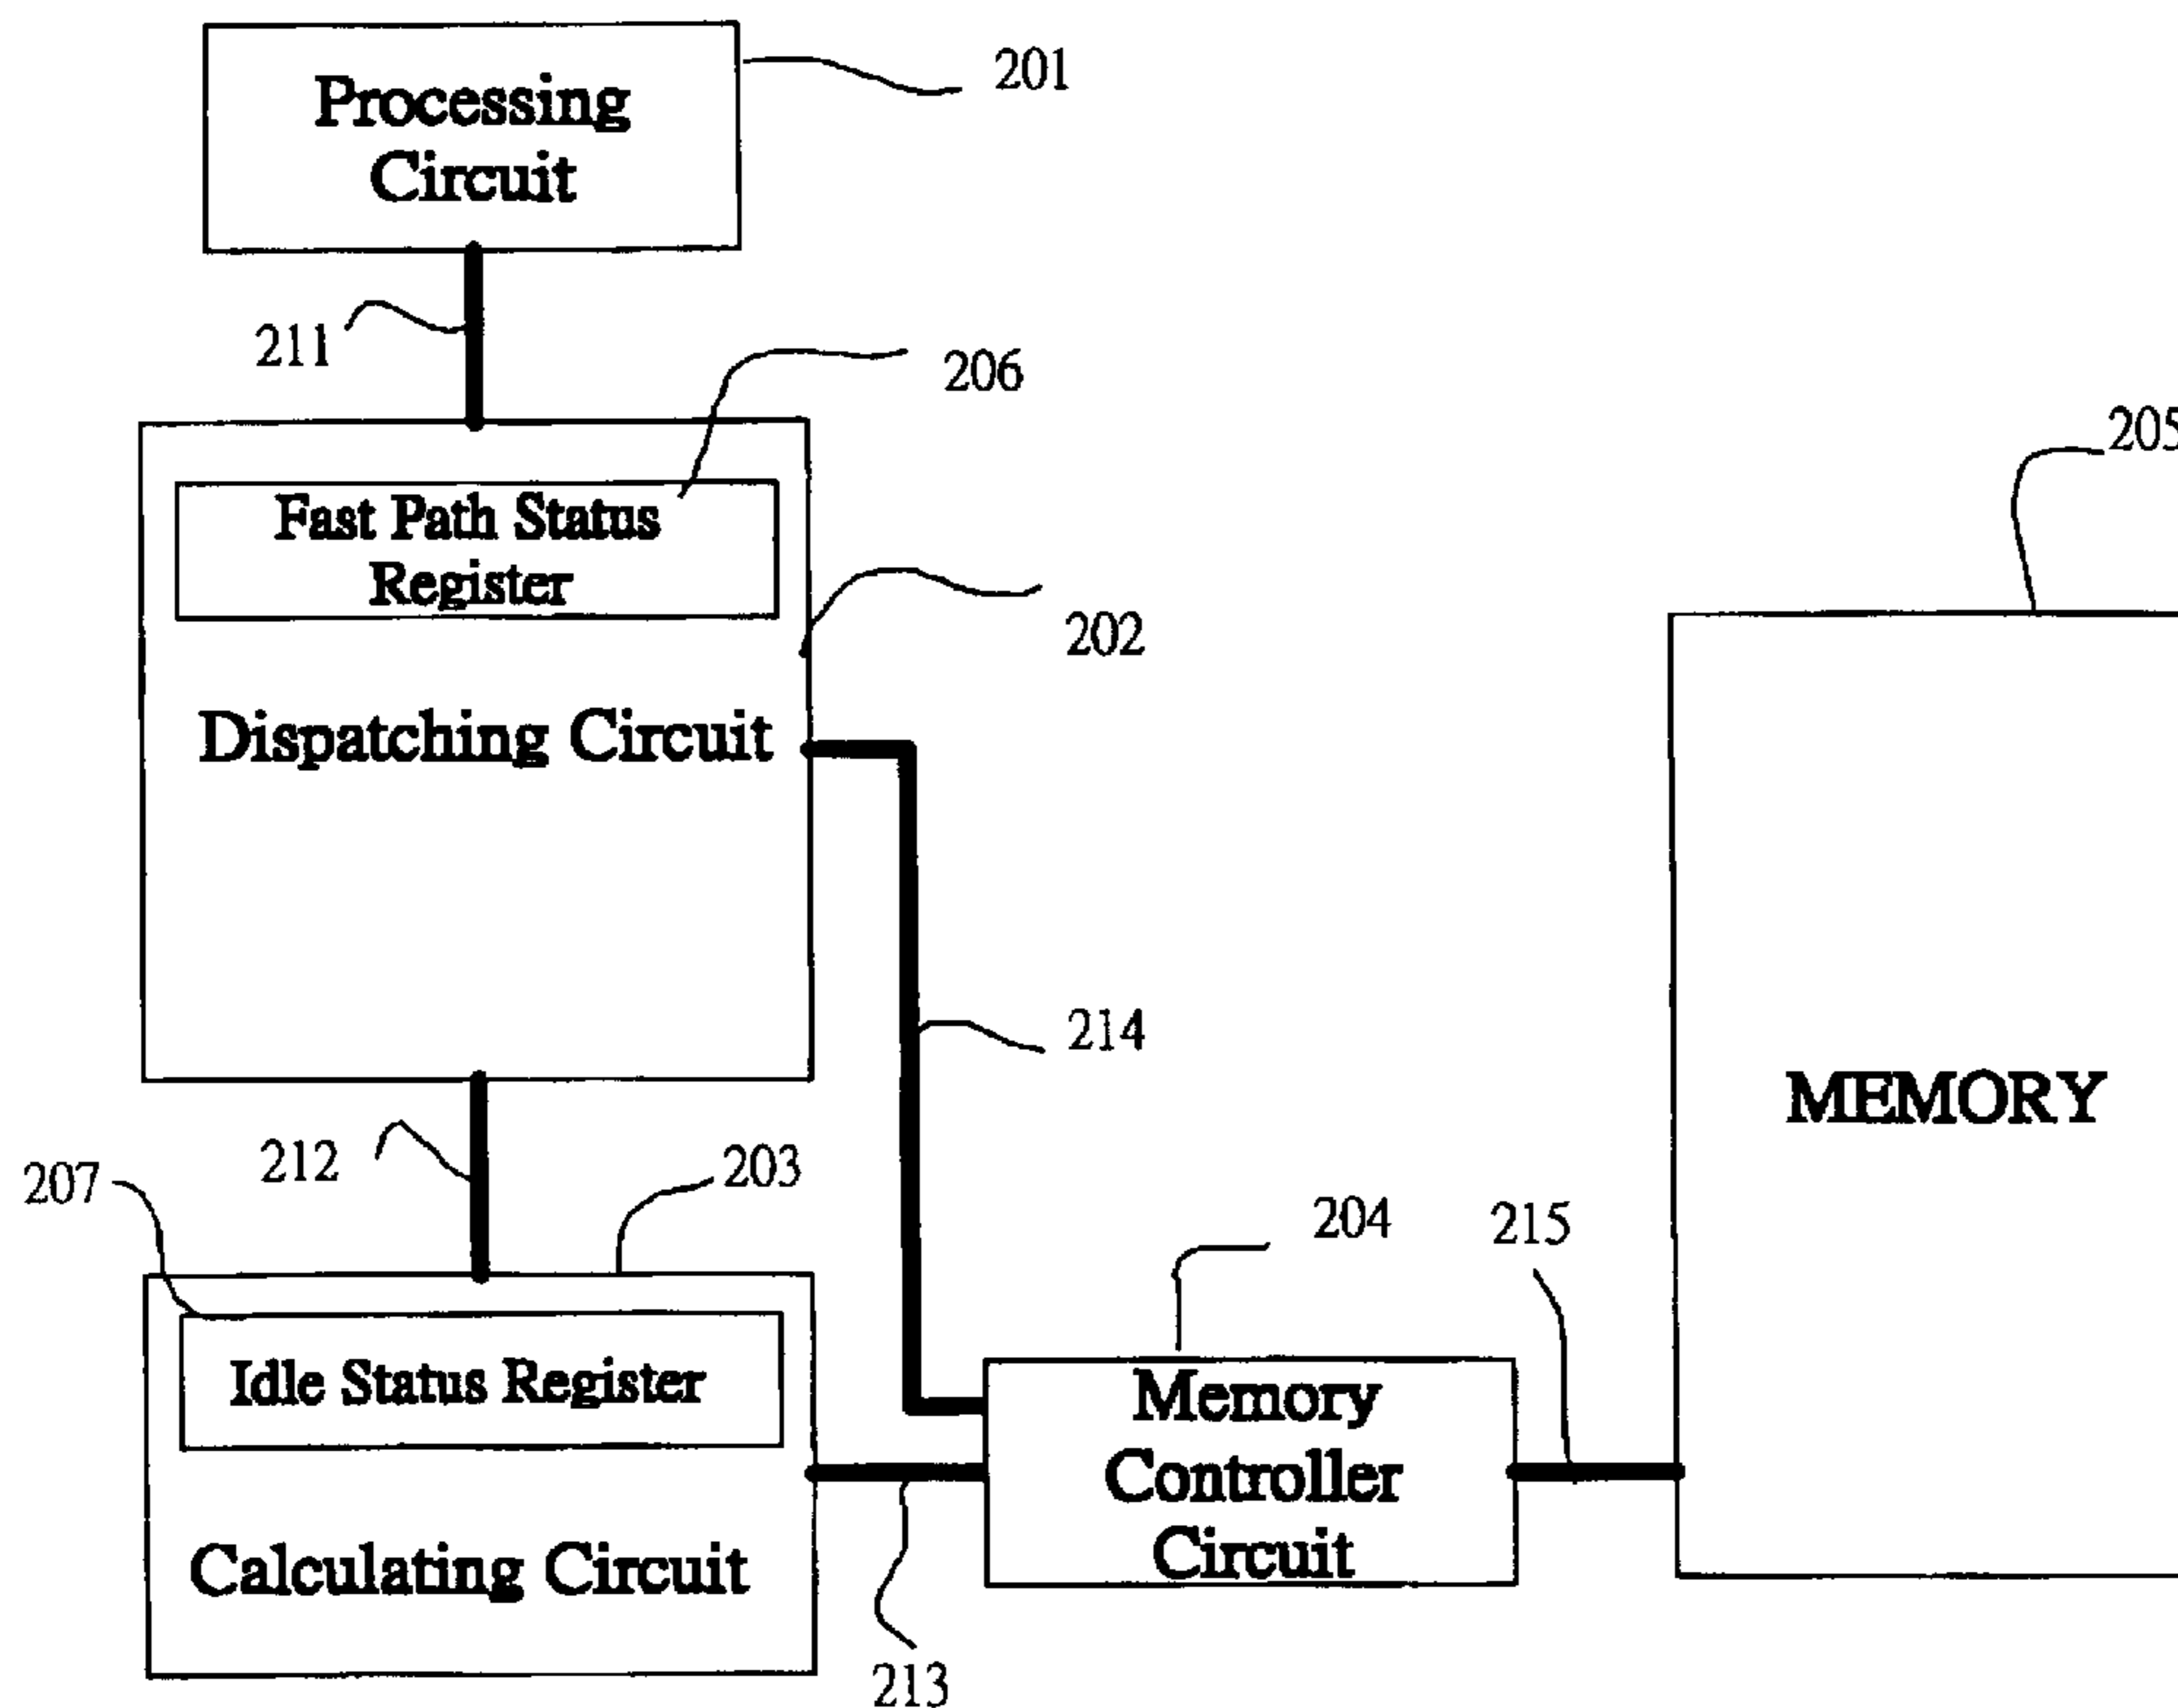 Processing
Circuit
201
211
206
205
Fast Path Status
Register
202
Dispatching Circuit
214
MEMORY
212
203
207
204
215
Idle Status Register
Memory
Controller
Circuit
Calculating Circuit
213